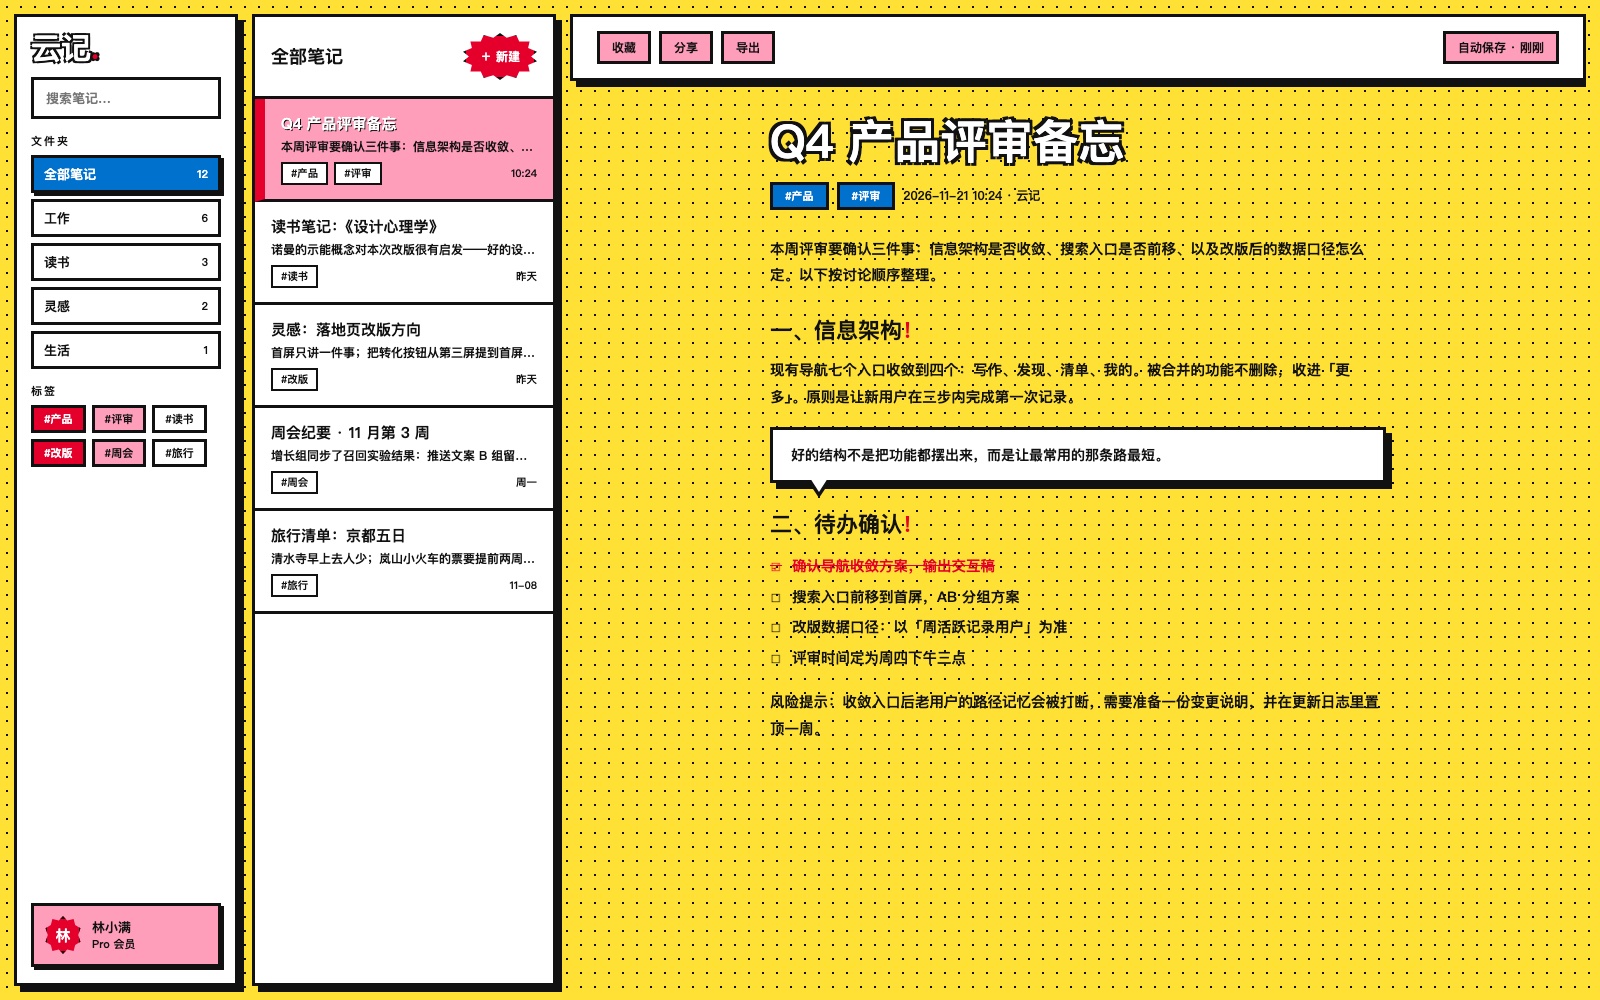 云记
搜索笔记...
文件夹
全部笔记 12
工作 6
读书 3
灵感 2
生活 1
标签
#产品 #评审 #读书
#改版 #周会 #旅行
林
林小满
Pro 会员
全部笔记
+ 新建
Q4 产品评审备忘
本周评审要确认三件事：信息架构是否收敛、...
#产品 #评审 10:24
读书笔记：《设计心理学》
诺曼的示能概念对本次改版很有启发——好的设...
#读书 昨天
灵感：落地页改版方向
首屏只讲一件事；把转化按钮从第三屏提到首屏...
#改版 昨天
周会纪要 · 11 月第 3 周
增长组同步了召回实验结果：推送文案 B 组留...
#周会 周一
旅行清单：京都五日
清水寺早上去人少；岚山小火车的票要提前两周...
#旅行 11-08
收藏 分享 导出 自动保存 · 刚刚
Q4 产品评审备忘
#产品 #评审 2026-11-21 10:24 · 云记
本周评审要确认三件事：信息架构是否收敛、搜索入口是否前移、以及改版后的数据口径怎么
定。以下按讨论顺序整理。
一、信息架构!
现有导航七个入口收敛到四个：写作、发现、清单、我的。被合并的功能不删除，收进「更
多」。原则是让新用户在三步内完成第一次记录。
好的结构不是把功能都摆出来，而是让最常用的那条路最短。
二、待办确认!
☑ 确认导航收敛方案，输出交互稿
☐ 搜索入口前移到首屏，AB 分组方案
☐ 改版数据口径：以「周活跃记录用户」为准
☐ 评审时间定为周四下午三点
风险提示：收敛入口后老用户的路径记忆会被打断，需要准备一份变更说明，并在更新日志里置
顶一周。